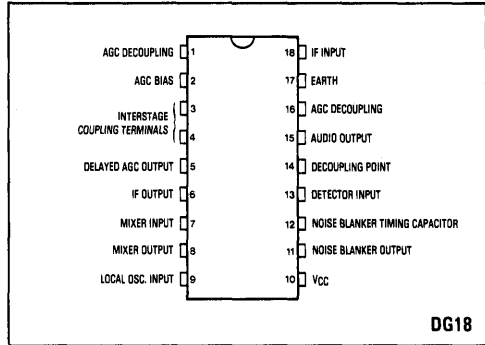 AGC DECOUPLING 1
AGC BIAS 2
INTERSTAGE 3
COUPLING TERMINALS 4
DELAYED AGC OUTPUT 5
IF OUTPUT 6
MIXER INPUT 7
MIXER OUTPUT 8
LOCAL OSC. INPUT 9
18 IF INPUT
17 EARTH
16 AGC DECOUPLING
15 AUDIO OUTPUT
14 DECOUPLING POINT
13 DETECTOR INPUT
12 NOISE BLANKER TIMING CAPACITOR
11 NOISE BLANKER OUTPUT
10 VCC
DG18